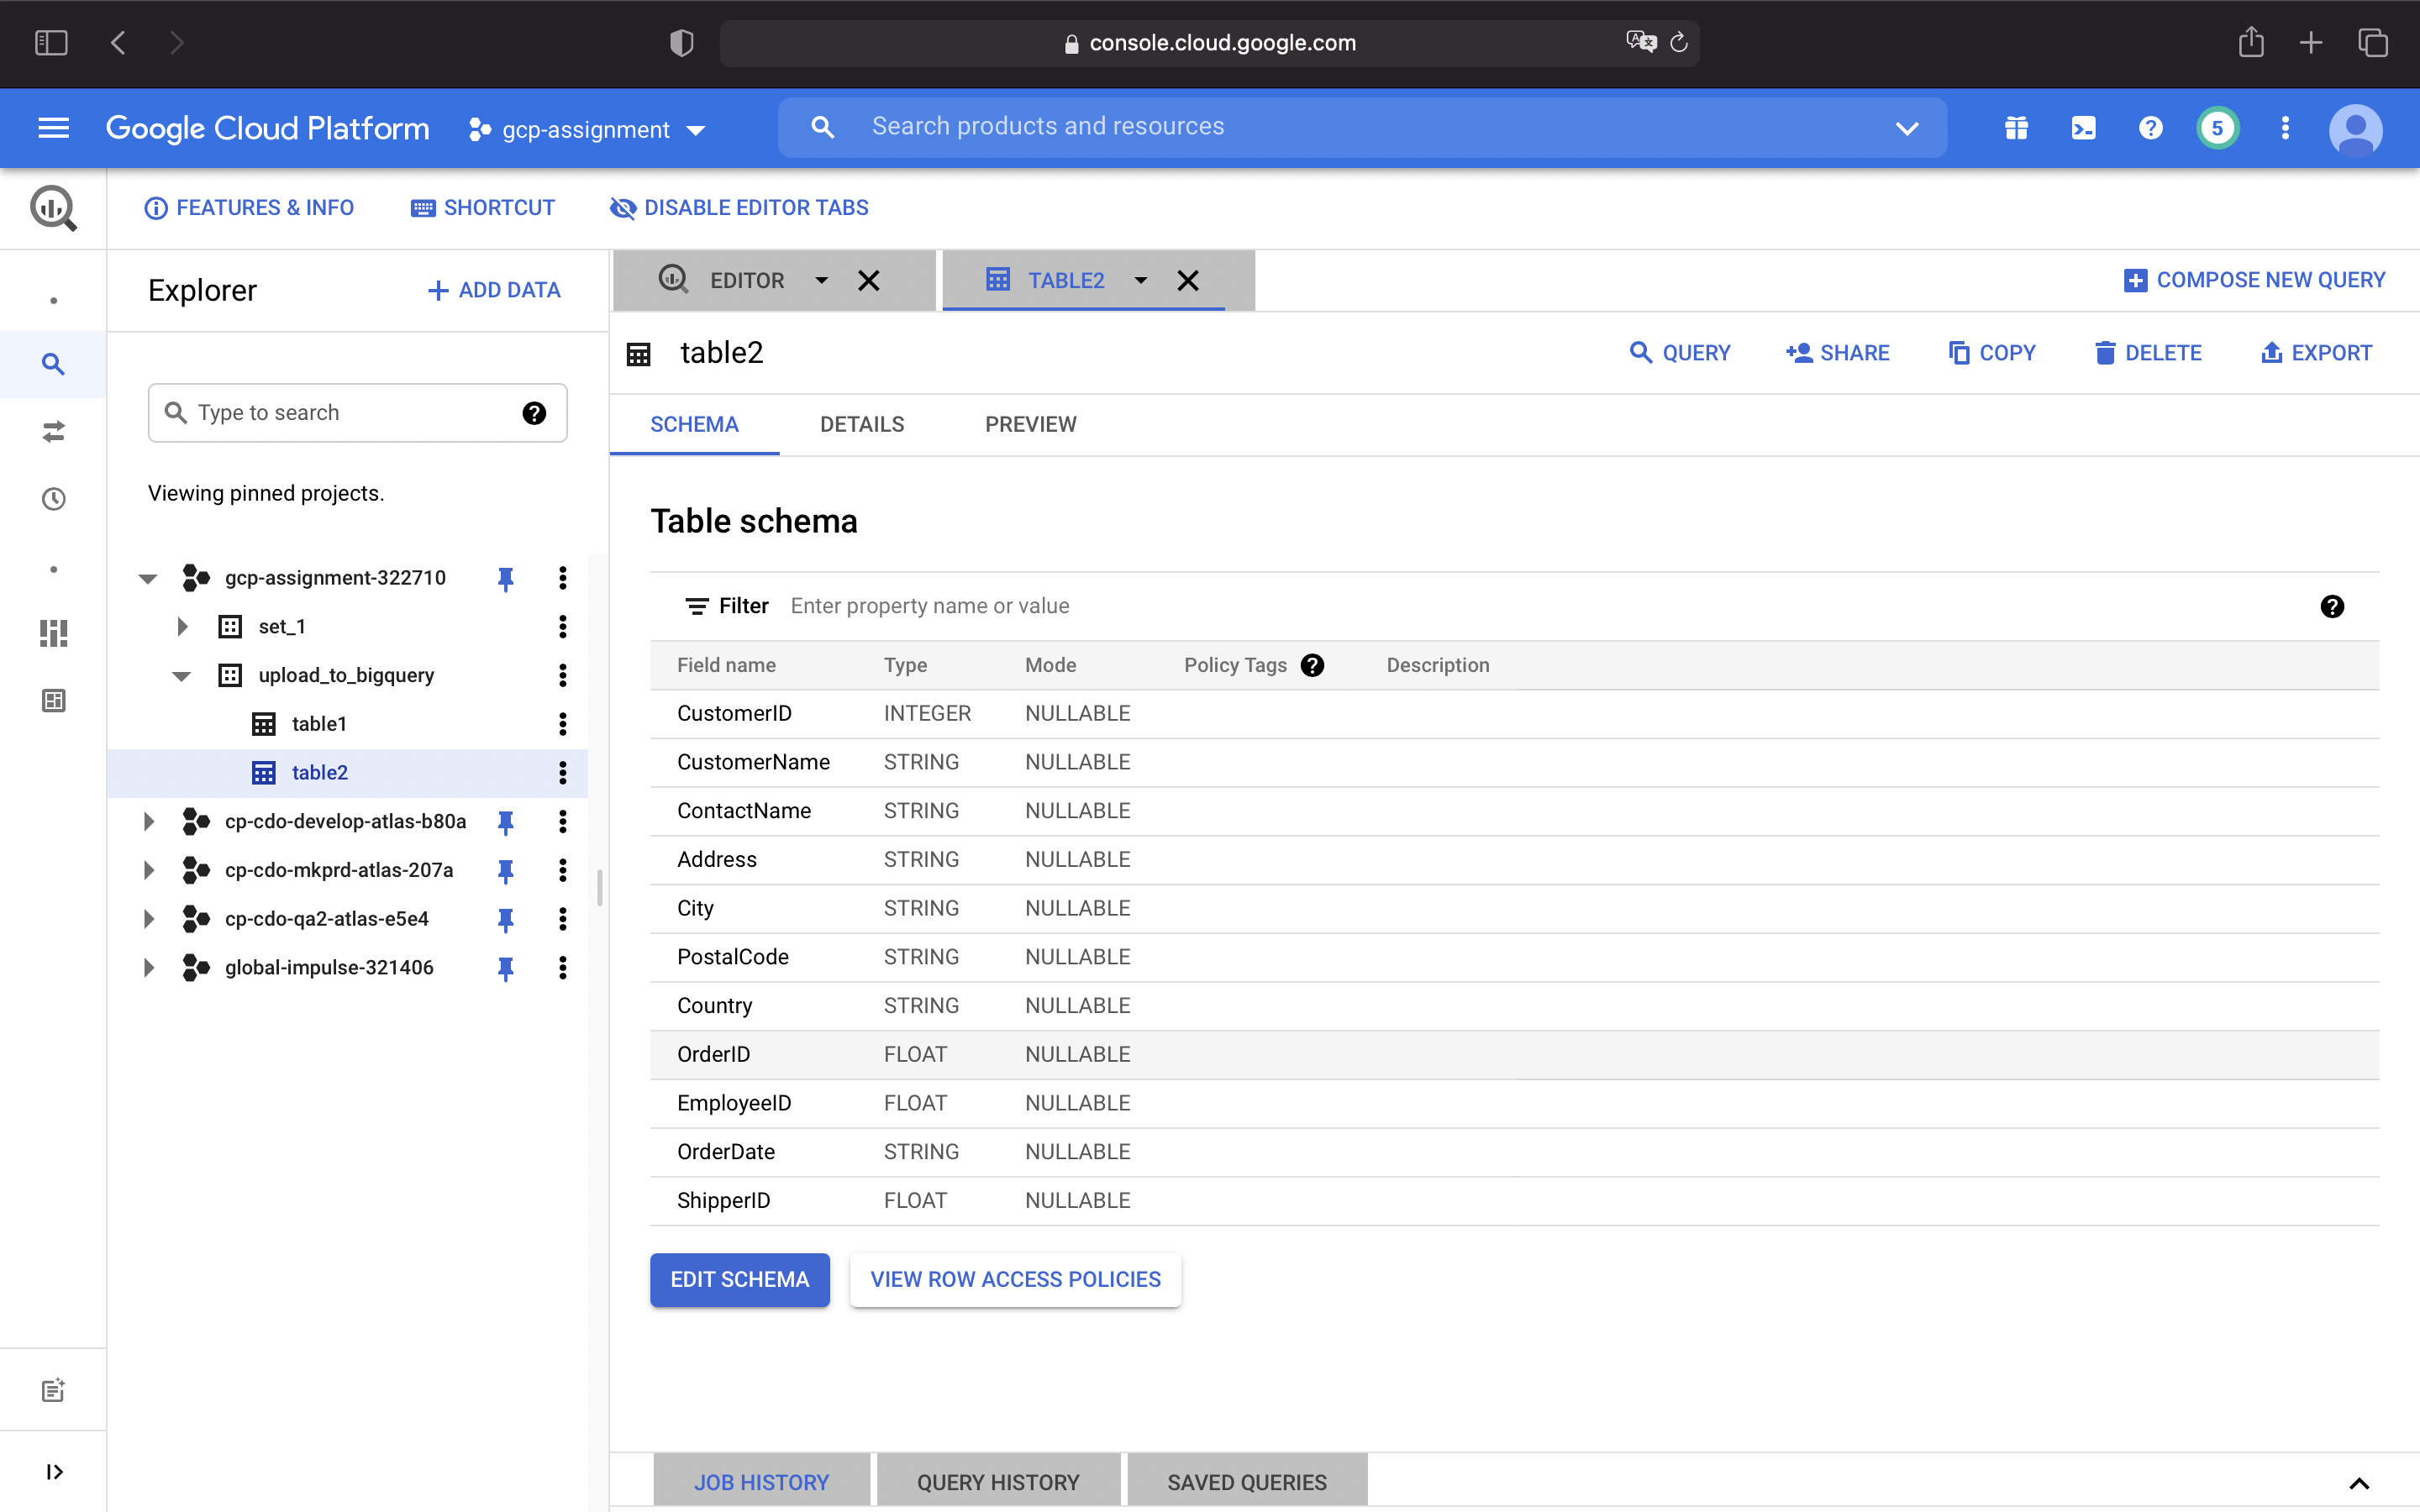 console.cloud.google.com
Google Cloud Platform gcp-assignment Search products and resources 5
FEATURES & INFO SHORTCUT DISABLE EDITOR TABS
Explorer ADD DATA
EDITOR TABLE2 COMPOSE NEW QUERY
table2 QUERY SHARE COPY DELETE EXPORT
Type to search
SCHEMA DETAILS PREVIEW
Viewing pinned projects.
gcp-assignment-322710
set_1
upload_to_bigquery
table1
table2
cp-cdo-develop-atlas-b80a
cp-cdo-mkprd-atlas-207a
cp-cdo-qa2-atlas-e5e4
global-impulse-321406
Table schema
Filter Enter property name or value
Field name Type Mode Policy Tags Description
CustomerID INTEGER NULLABLE
CustomerName STRING NULLABLE
ContactName STRING NULLABLE
Address STRING NULLABLE
City STRING NULLABLE
PostalCode STRING NULLABLE
Country STRING NULLABLE
OrderID FLOAT NULLABLE
EmployeeID FLOAT NULLABLE
OrderDate STRING NULLABLE
ShipperID FLOAT NULLABLE
EDIT SCHEMA VIEW ROW ACCESS POLICIES
JOB HISTORY QUERY HISTORY SAVED QUERIES